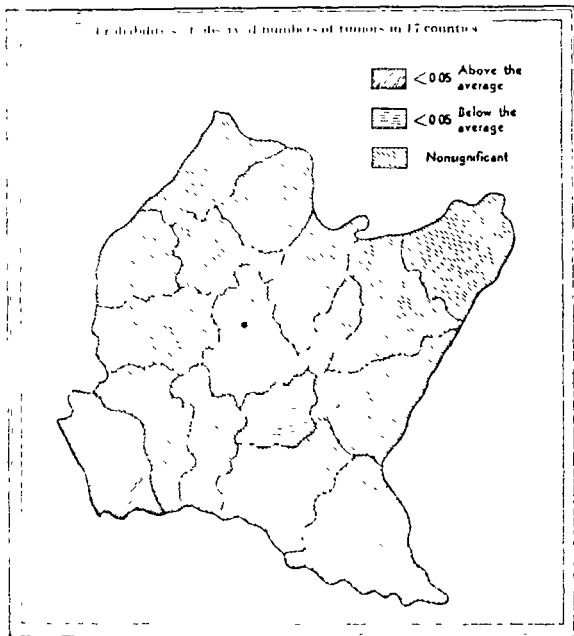 numbers of tumors in 17 counties
<0.05 Above the
average
<0.05 Below the
average
Nonsignificant